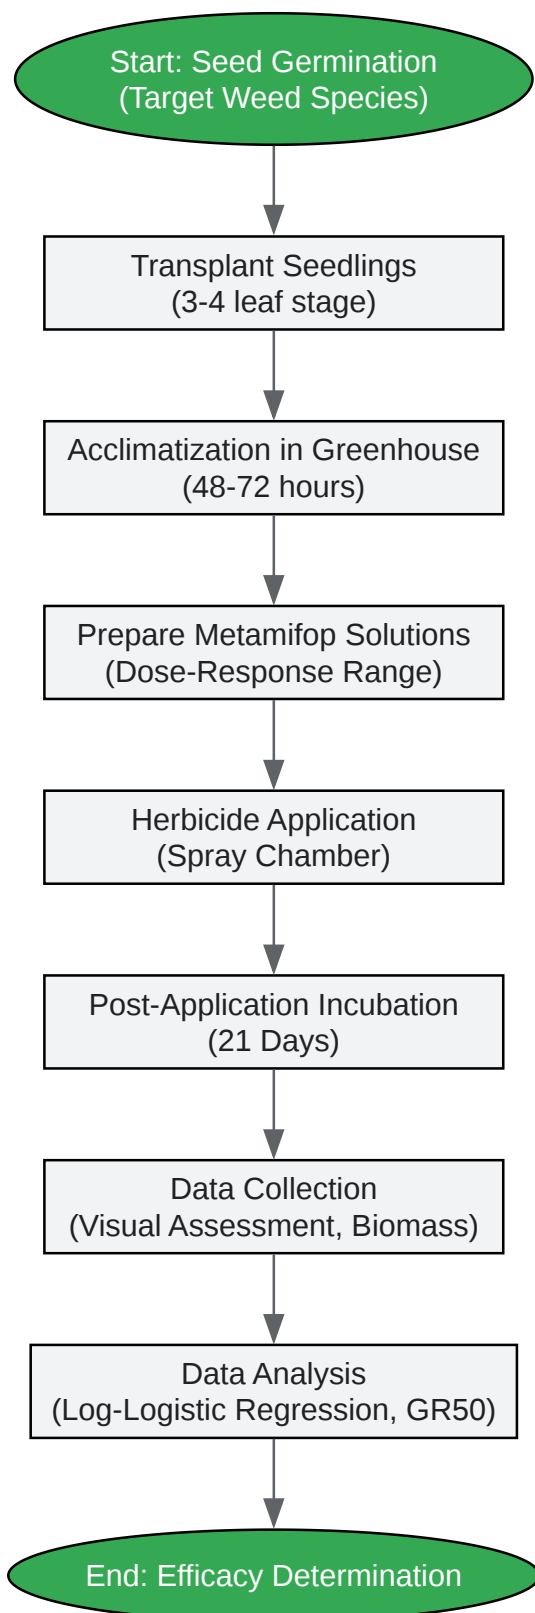 Start: Seed Germination
(Target Weed Species)
Transplant Seedlings
(3-4 leaf stage)
Acclimatization in Greenhouse
(48-72 hours)
Prepare Metamifop Solutions
(Dose-Response Range)
Herbicide Application
(Spray Chamber)
Post-Application Incubation
(21 Days)
Data Collection
(Visual Assessment, Biomass)
Data Analysis
(Log-Logistic Regression, GR50)
End: Efficacy Determination